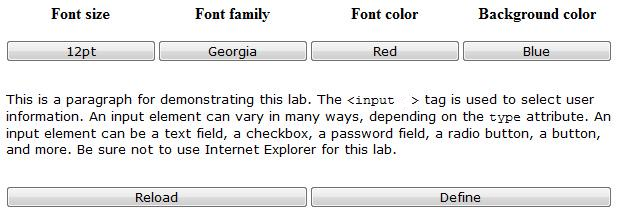 Font size Font family Font color Background color
12pt Georgia Red Blue
This is a paragraph for demonstrating this lab. The <input  > tag is used to select user
information. An input element can vary in many ways, depending on the type attribute. An
input element can be a text field, a checkbox, a password field, a radio button, a button,
and more. Be sure not to use Internet Explorer for this lab.
Reload Define